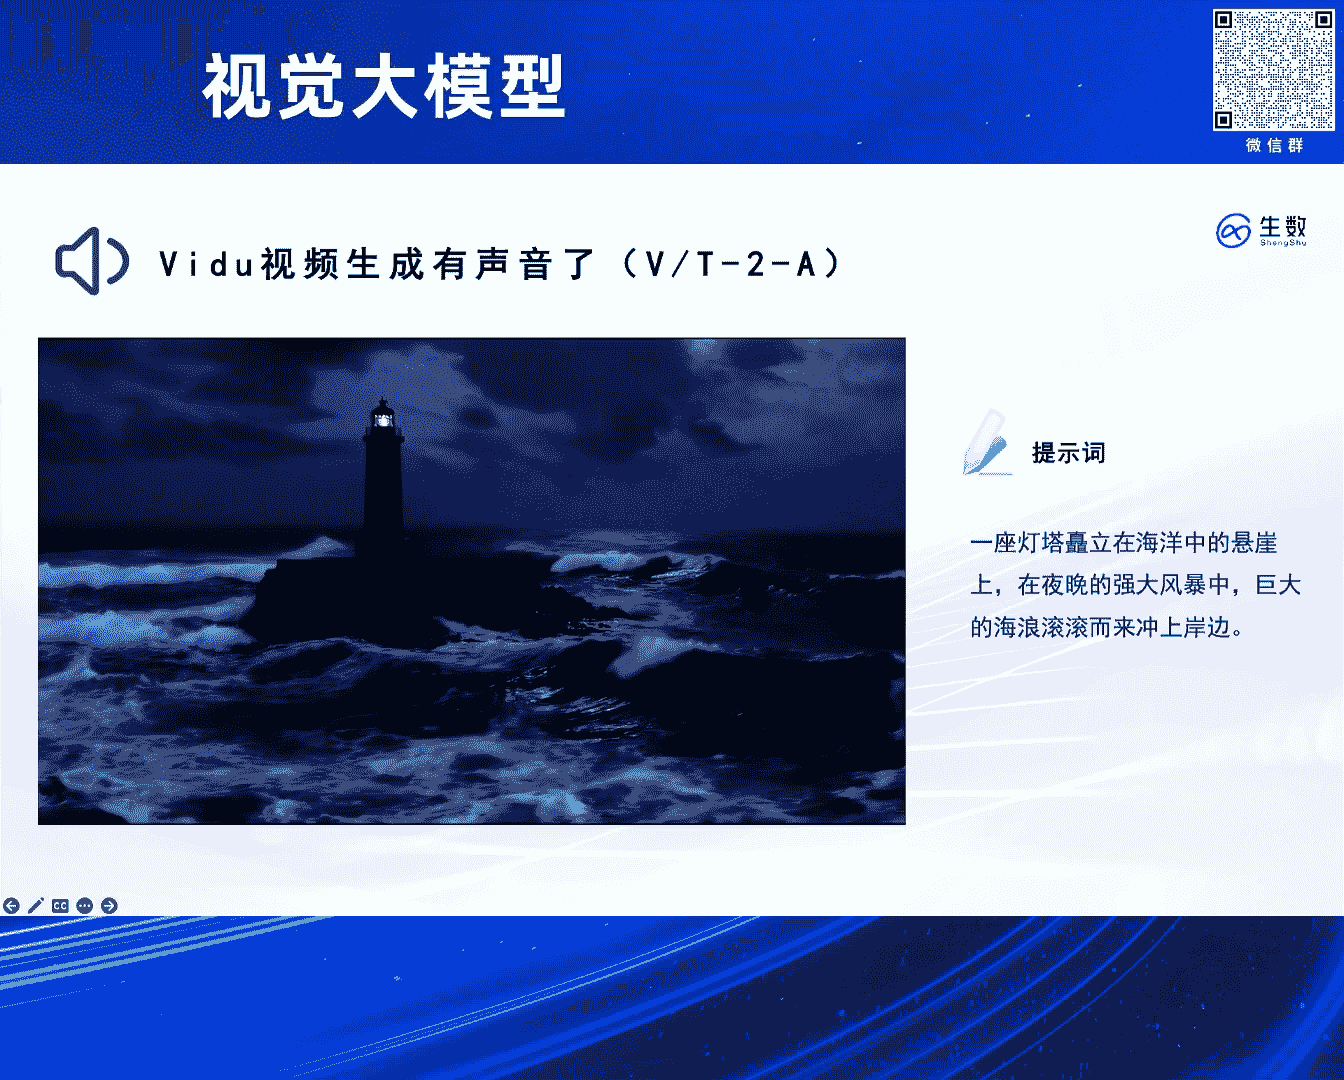 视觉大模型
微信群
生数
ShengShu
Vidu视频生成有声音了（V/T-2-A）
提示词
一座灯塔矗立在海洋中的悬崖
上，在夜晚的强大风暴中，巨大
的海浪滚滚而来冲上岸边。
CC